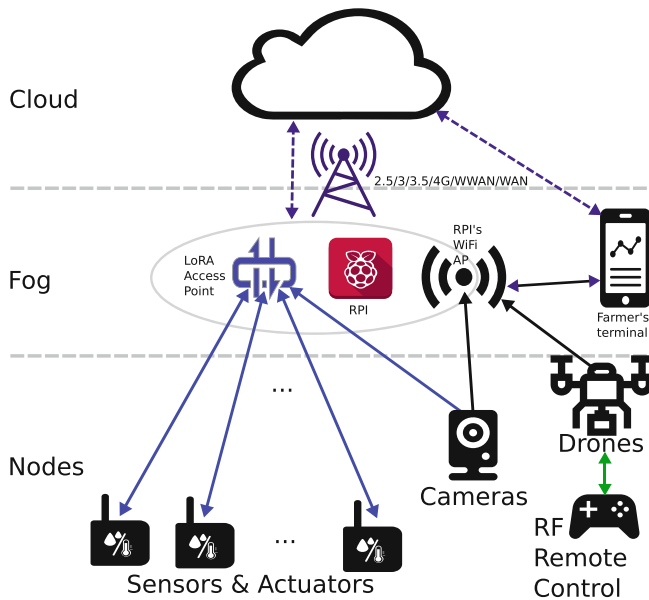 Cloud
2.5/3/3.5/4G/WWAN/WAN
Fog
LoRA
Access
Point
RPI
RPI's
WiFi
AP
Farmer's
terminal
...
Nodes
Drones
Cameras
...
Sensors & Actuators
RF
Remote
Control